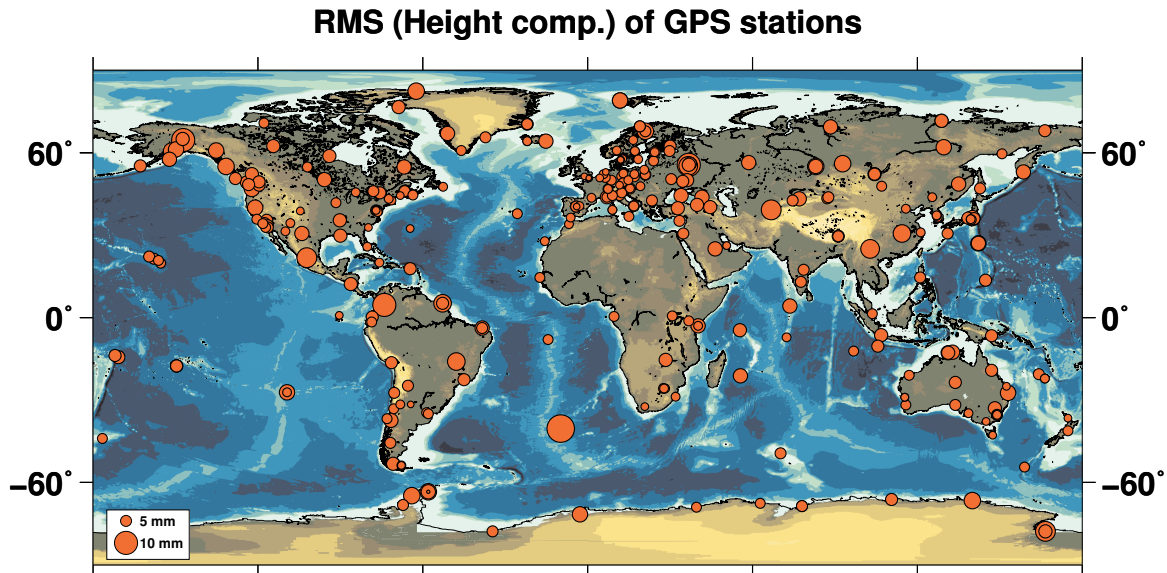 RMS (Height comp.) of GPS stations
60˚ 60˚
0˚ 0˚
−60˚ −60˚
5 mm
10 mm